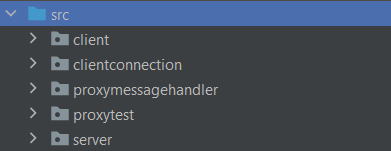 src
client
clientconnection
proxymessagehandler
proxytest
server